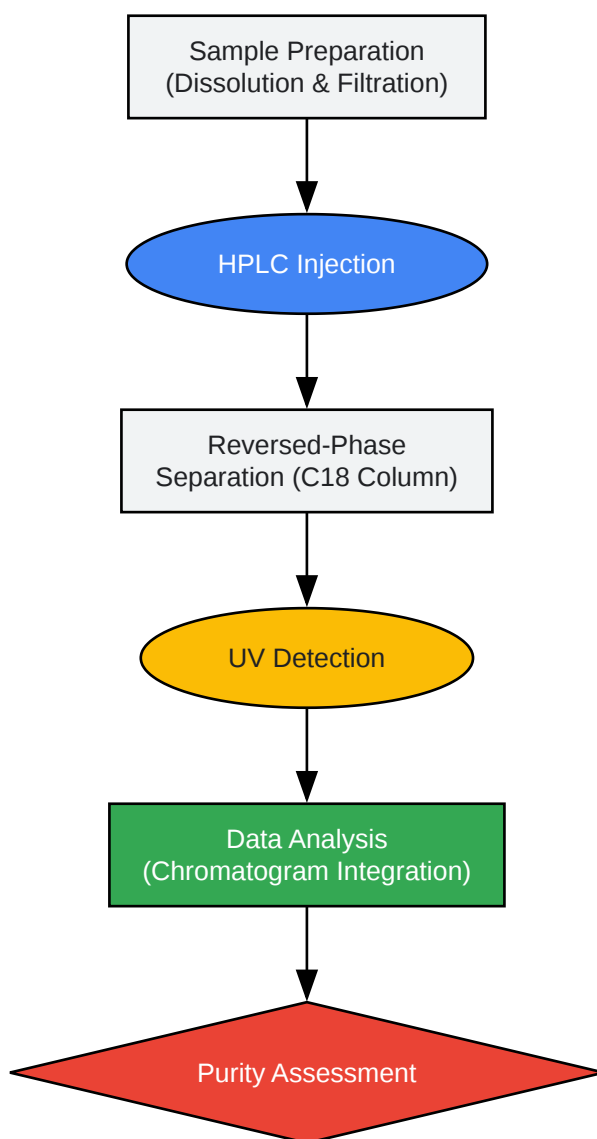 Sample Preparation
(Dissolution & Filtration)
HPLC Injection
Reversed-Phase
Separation (C18 Column)
UV Detection
Data Analysis
(Chromatogram Integration)
Purity Assessment